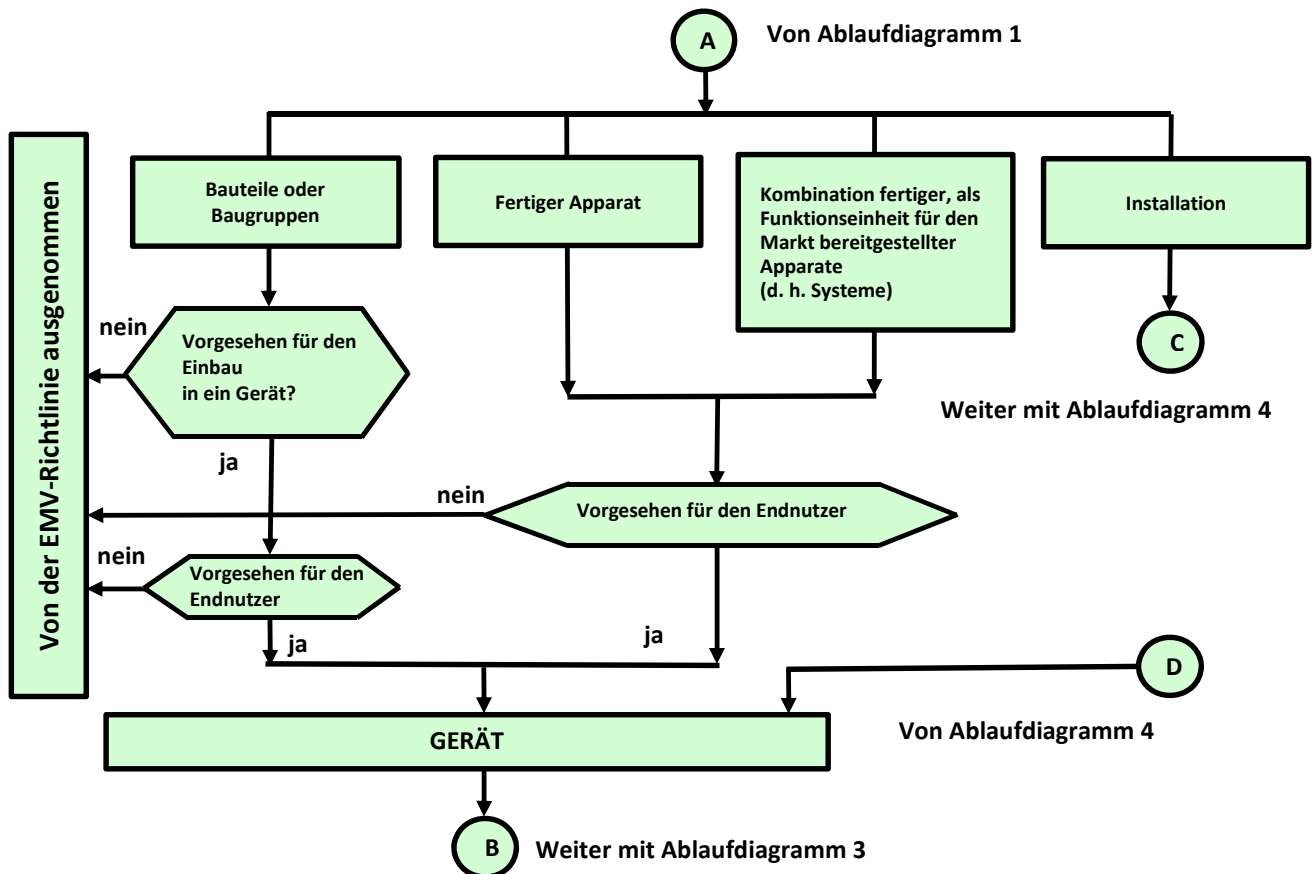 A
Von Ablaufdiagramm 1
Von der EMV-Richtlinie ausgenommen
Bauteile oder
Baugruppen
Fertiger Apparat
Kombination fertiger, als
Funktionseinheit für den
Markt bereitgestellter
Apparate
(d. h. Systeme)
Installation
nein
Vorgesehen für den
Einbau
in ein Gerät?
C
Weiter mit Ablaufdiagramm 4
ja
nein
Vorgesehen für den Endnutzer
nein
Vorgesehen für den
Endnutzer
ja
ja
D
Von Ablaufdiagramm 4
GERÄT
B
Weiter mit Ablaufdiagramm 3